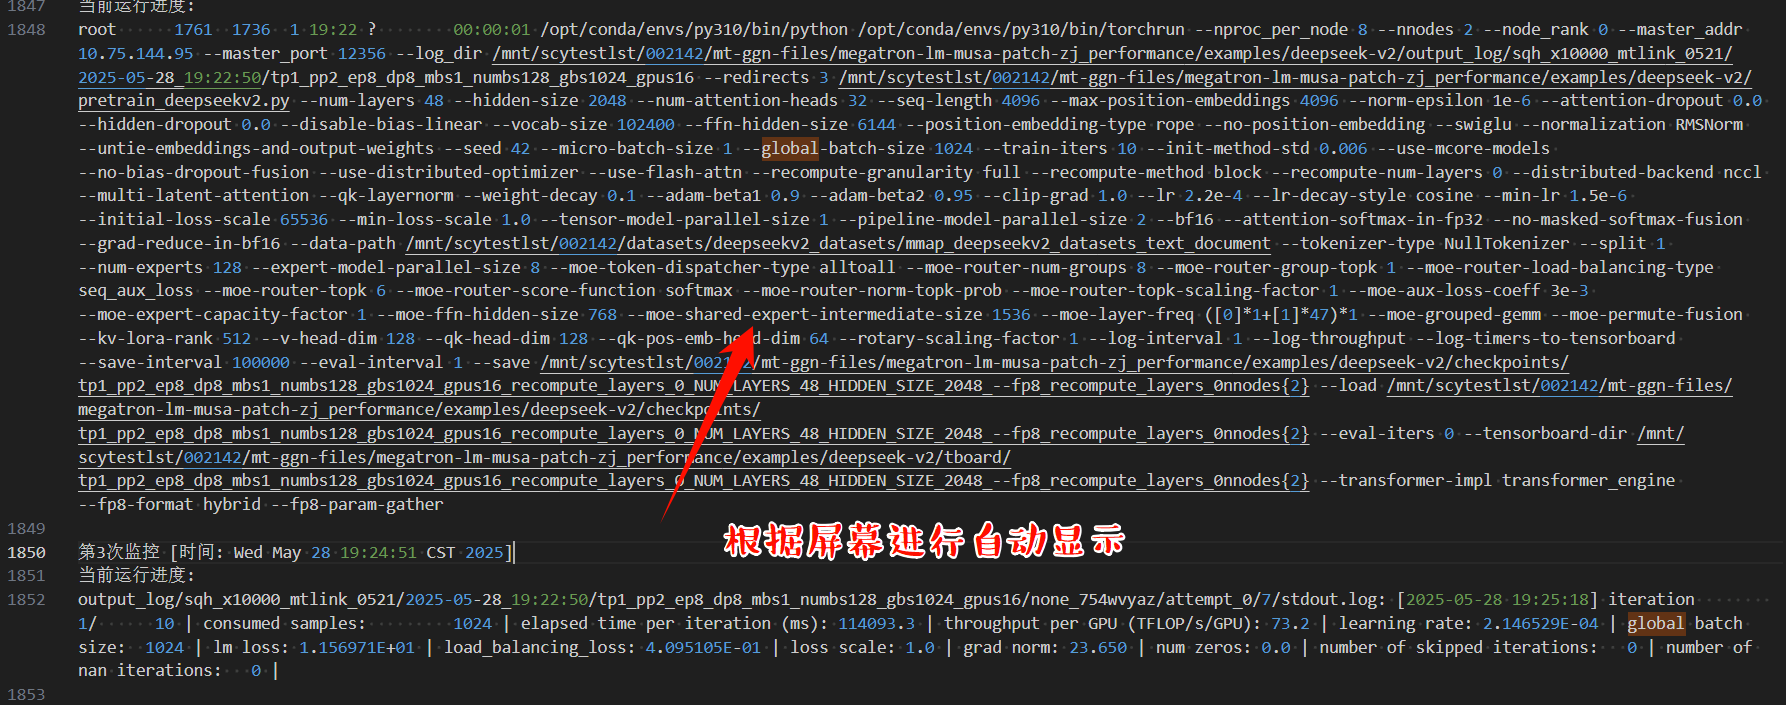 1847 当前运行进度:
1848 root 1761 1736 1 19:22 ? 00:00:01 /opt/conda/envs/py310/bin/python /opt/conda/envs/py310/bin/torchrun --nproc_per_node 8 --nnodes 2 --node_rank 0 --master_addr
10.75.144.95 --master_port 12356 --log_dir /mnt/scytestlst/002142/mt-ggn-files/megatron-lm-musa-patch-zj_performance/examples/deepseek-v2/output_log/sqh_x10000_mtlink_0521/
2025-05-28_19:22:50/tp1_pp2_ep8_dp8_mbs1_numbs128_gbs1024_gpus16 --redirects 3 /mnt/scytestlst/002142/mt-ggn-files/megatron-lm-musa-patch-zj_performance/examples/deepseek-v2/
pretrain_deepseekv2.py --num-layers 48 --hidden-size 2048 --num-attention-heads 32 --seq-length 4096 --max-position-embeddings 4096 --norm-epsilon 1e-6 --attention-dropout 0.0
--hidden-dropout 0.0 --disable-bias-linear --vocab-size 102400 --ffn-hidden-size 6144 --position-embedding-type rope --no-position-embedding --swiglu --normalization RMSNorm
--untie-embeddings-and-output-weights --seed 42 --micro-batch-size 1 --global-batch-size 1024 --train-iters 10 --init-method-std 0.006 --use-mcore-models
--no-bias-dropout-fusion --use-distributed-optimizer --use-flash-attn --recompute-granularity full --recompute-method block --recompute-num-layers 0 --distributed-backend nccl
--multi-latent-attention --qk-layernorm --weight-decay 0.1 --adam-beta1 0.9 --adam-beta2 0.95 --clip-grad 1.0 --lr 2.2e-4 --lr-decay-style cosine --min-lr 1.5e-6
--initial-loss-scale 65536 --min-loss-scale 1.0 --tensor-model-parallel-size 1 --pipeline-model-parallel-size 2 --bf16 --attention-softmax-in-fp32 --no-masked-softmax-fusion
--grad-reduce-in-bf16 --data-path /mnt/scytestlst/002142/datasets/deepseekv2_datasets/mmap_deepseekv2_datasets_text_document --tokenizer-type NullTokenizer --split 1
--num-experts 128 --expert-model-parallel-size 8 --moe-token-dispatcher-type alltoall --moe-router-num-groups 8 --moe-router-group-topk 1 --moe-router-load-balancing-type
seq_aux_loss --moe-router-topk 6 --moe-router-score-function softmax --moe-router-norm-topk-prob --moe-router-topk-scaling-factor 1 --moe-aux-loss-coeff 3e-3
--moe-expert-capacity-factor 1 --moe-ffn-hidden-size 768 --moe-shared-expert-intermediate-size 1536 --moe-layer-freq ([0]*1+[1]*47)*1 --moe-grouped-gemm --moe-permute-fusion
--kv-lora-rank 512 --v-head-dim 128 --qk-head-dim 128 --qk-pos-emb-head-dim 64 --rotary-scaling-factor 1 --log-interval 1 --log-throughput --log-timers-to-tensorboard
--save-interval 100000 --eval-interval 1 --save /mnt/scytestlst/002142/mt-ggn-files/megatron-lm-musa-patch-zj_performance/examples/deepseek-v2/checkpoints/
tp1_pp2_ep8_dp8_mbs1_numbs128_gbs1024_gpus16_recompute_layers_0_NUM_LAYERS_48_HIDDEN_SIZE_2048_--fp8_recompute_layers_0nnodes{2} --load /mnt/scytestlst/002142/mt-ggn-files/
megatron-lm-musa-patch-zj_performance/examples/deepseek-v2/checkpoints/
tp1_pp2_ep8_dp8_mbs1_numbs128_gbs1024_gpus16_recompute_layers_0_NUM_LAYERS_48_HIDDEN_SIZE_2048_--fp8_recompute_layers_0nnodes{2} --eval-iters 0 --tensorboard-dir /mnt/
scytestlst/002142/mt-ggn-files/megatron-lm-musa-patch-zj_performance/examples/deepseek-v2/tboard/
tp1_pp2_ep8_dp8_mbs1_numbs128_gbs1024_gpus16_recompute_layers_0_NUM_LAYERS_48_HIDDEN_SIZE_2048_--fp8_recompute_layers_0nnodes{2} --transformer-impl transformer_engine
--fp8-format hybrid --fp8-param-gather
1849
根据屏幕进行自动显示
1850 第3次监控 [时间: Wed May 28 19:24:51 CST 2025]
1851 当前运行进度:
1852 output_log/sqh_x10000_mtlink_0521/2025-05-28_19:22:50/tp1_pp2_ep8_dp8_mbs1_numbs128_gbs1024_gpus16/none_754wvyaz/attempt_0/7/stdout.log: [2025-05-28 19:25:18] iteration
1/ 10 | consumed samples: 1024 | elapsed time per iteration (ms): 114093.3 | throughput per GPU (TFLOP/s/GPU): 73.2 | learning rate: 2.146529E-04 | global batch
size: 1024 | lm loss: 1.156971E+01 | load_balancing_loss: 4.095105E-01 | loss scale: 1.0 | grad norm: 23.650 | num zeros: 0.0 | number of skipped iterations: 0 | number of
nan iterations: 0 |
1853